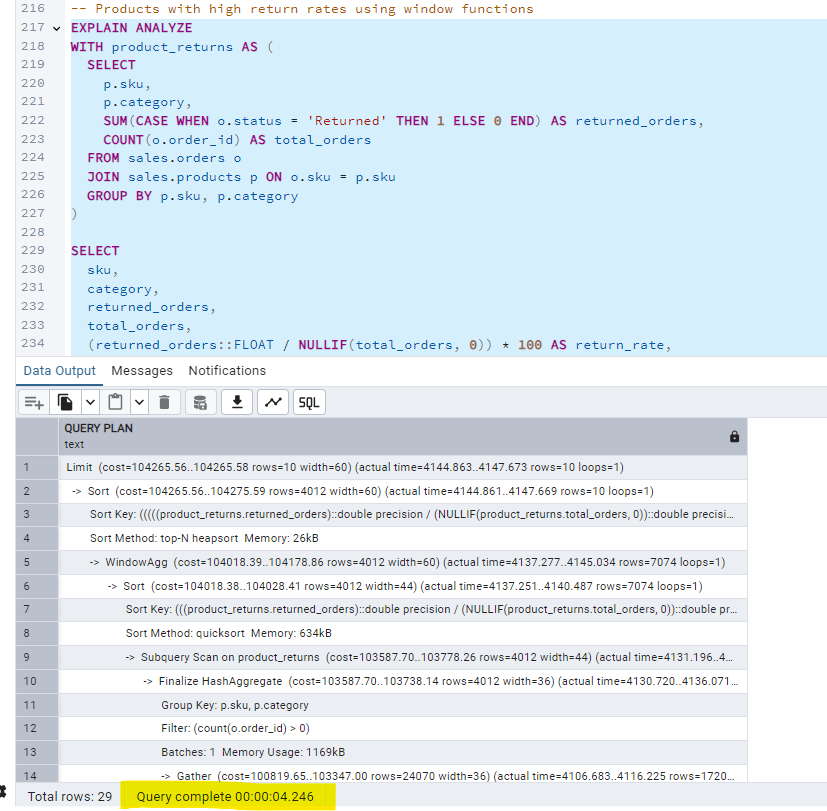 216 -- Products with high return rates using window functions
217 EXPLAIN ANALYZE
218 WITH product_returns AS (
219 SELECT
220 p.sku,
221 p.category,
222 SUM(CASE WHEN o.status = 'Returned' THEN 1 ELSE 0 END) AS returned_orders,
223 COUNT(o.order_id) AS total_orders
224 FROM sales.orders o
225 JOIN sales.products p ON o.sku = p.sku
226 GROUP BY p.sku, p.category
227 )
228
229 SELECT
230 sku,
231 category,
232 returned_orders,
233 total_orders,
234 (returned_orders::FLOAT / NULLIF(total_orders, 0)) * 100 AS return_rate,
Data Output Messages Notifications
SQL
QUERY PLAN
text
1 Limit (cost=104265.56..104265.58 rows=10 width=60) (actual time=4144.863..4147.673 rows=10 loops=1)
2 -> Sort (cost=104265.56..104275.59 rows=4012 width=60) (actual time=4144.861..4147.669 rows=10 loops=1)
3 Sort Key: (((((product_returns.returned_orders)::double precision / (NULLIF(product_returns.total_orders, 0))::double precisi...
4 Sort Method: top-N heapsort Memory: 26kB
5 -> WindowAgg (cost=104018.39..104178.86 rows=4012 width=60) (actual time=4137.277..4145.034 rows=7074 loops=1)
6 -> Sort (cost=104018.38..104028.41 rows=4012 width=44) (actual time=4137.251..4140.487 rows=7074 loops=1)
7 Sort Key: (((product_returns.returned_orders)::double precision / (NULLIF(product_returns.total_orders, 0))::double pr...
8 Sort Method: quicksort Memory: 634kB
9 -> Subquery Scan on product_returns (cost=103587.70..103778.26 rows=4012 width=44) (actual time=4131.196..4...
10 -> Finalize HashAggregate (cost=103587.70..103738.14 rows=4012 width=36) (actual time=4130.720..4136.071...
11 Group Key: p.sku, p.category
12 Filter: (count(o.order_id) > 0)
13 Batches: 1 Memory Usage: 1169kB
14 -> Gather (cost=100819.65..103347.00 rows=24070 width=36) (actual time=4106.683..4116.225 rows=1720...
Total rows: 29 Query complete 00:00:04.246